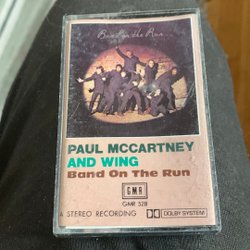 Band on the Run
PAUL MCCARTNEY
AND WING
Band On The Run
GMR
GMR 328
A STEREO RECORDING DOLBY SYSTEM